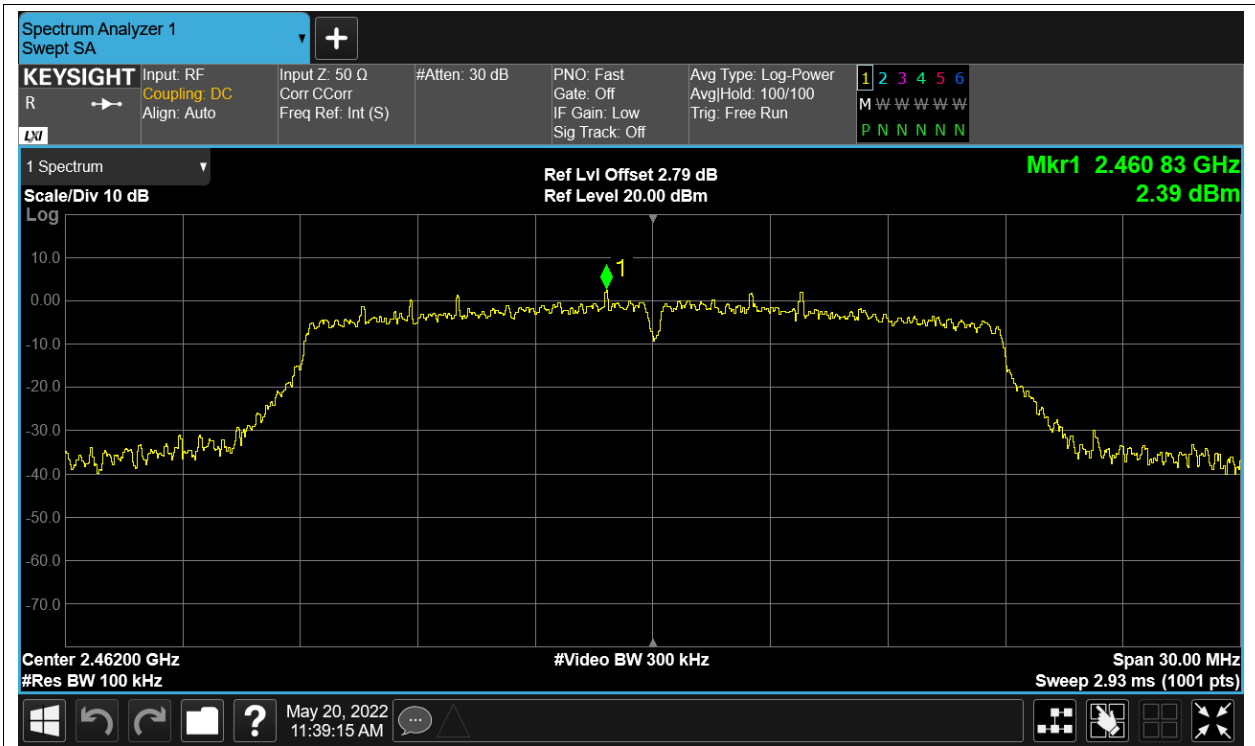 Spectrum Analyzer 1
Swept SA
KEYSIGHT
R
LXI
Input: RF
Coupling: DC
Align: Auto
Input Z: 50 Ω
Corr CCorr
Freq Ref: Int (S)
#Atten: 30 dB
PNO: Fast
Gate: Off
IF Gain: Low
Sig Track: Off
Avg Type: Log-Power
Avg|Hold: 100/100
Trig: Free Run
1 2 3 4 5 6
M W W W W W
P N N N N N
1 Spectrum
Scale/Div 10 dB
Log
Ref Lvl Offset 2.79 dB
Ref Level 20.00 dBm
Mkr1 2.460 83 GHz
2.39 dBm
1
10.0
0.00
-10.0
-20.0
-30.0
-40.0
-50.0
-60.0
-70.0
Center 2.46200 GHz
#Res BW 100 kHz
#Video BW 300 kHz
Span 30.00 MHz
Sweep 2.93 ms (1001 pts)
?
May 20, 2022
11:39:15 AM